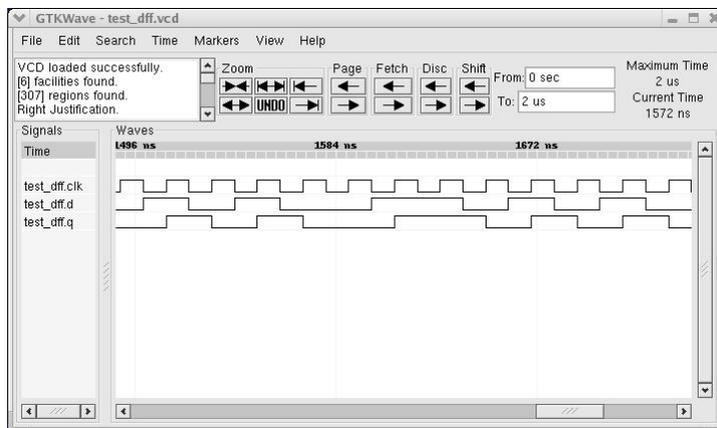 GTKWave - test_dff.vcd
File Edit Search Time Markers View Help
VCD loaded successfully.
[6] facilities found.
[307] regions found.
Right Justification.
Zoom
UNDO
Page
Fetch
Disc
Shift
From: 0 sec
To: 2 us
Maximum Time
2 us
Current Time
1572 ns
Signals
Waves
Time
1496 ns 1584 ns 1672 ns
test_dff.clk
test_dff.d
test_dff.q